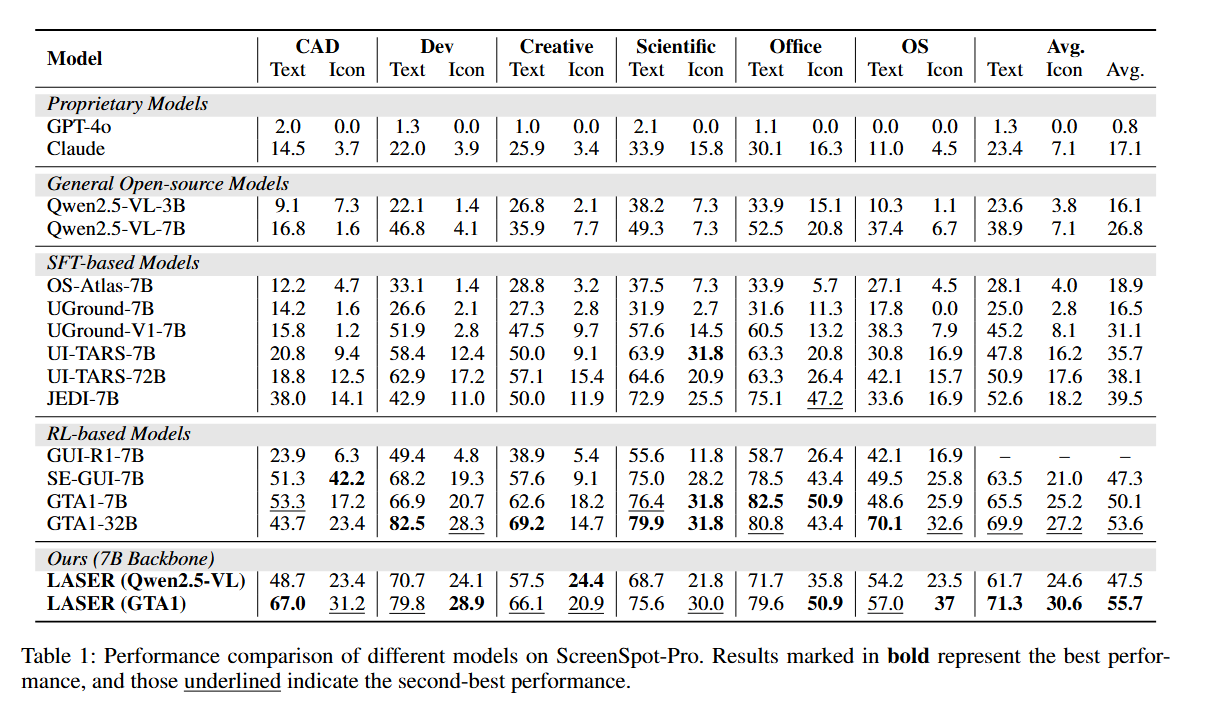 Model CAD Dev Creative Scientific Office OS Avg.
Text Icon Text Icon Text Icon Text Icon Text Icon Text Icon Text Icon Avg.
Proprietary Models
GPT-4o 2.0 0.0 1.3 0.0 1.0 0.0 2.1 0.0 1.1 0.0 0.0 0.0 1.3 0.0 0.8
Claude 14.5 3.7 22.0 3.9 25.9 3.4 33.9 15.8 30.1 16.3 11.0 4.5 23.4 7.1 17.1
General Open-source Models
Qwen2.5-VL-3B 9.1 7.3 22.1 1.4 26.8 2.1 38.2 7.3 33.9 15.1 10.3 1.1 23.6 3.8 16.1
Qwen2.5-VL-7B 16.8 1.6 46.8 4.1 35.9 7.7 49.3 7.3 52.5 20.8 37.4 6.7 38.9 7.1 26.8
SFT-based Models
OS-Atlas-7B 12.2 4.7 33.1 1.4 28.8 3.2 37.5 7.3 33.9 5.7 27.1 4.5 28.1 4.0 18.9
UGround-7B 14.2 1.6 26.6 2.1 27.3 2.8 31.9 2.7 31.6 11.3 17.8 0.0 25.0 2.8 16.5
UGround-V1-7B 15.8 1.2 51.9 2.8 47.5 9.7 57.6 14.5 60.5 13.2 38.3 7.9 45.2 8.1 31.1
UI-TARS-7B 20.8 9.4 58.4 12.4 50.0 9.1 63.9 31.8 63.3 20.8 30.8 16.9 47.8 16.2 35.7
UI-TARS-72B 18.8 12.5 62.9 17.2 57.1 15.4 64.6 20.9 63.3 26.4 42.1 15.7 50.9 17.6 38.1
JEDI-7B 38.0 14.1 42.9 11.0 50.0 11.9 72.9 25.5 75.1 47.2 33.6 16.9 52.6 18.2 39.5
RL-based Models
GUI-R1-7B 23.9 6.3 49.4 4.8 38.9 5.4 55.6 11.8 58.7 26.4 42.1 16.9 – – –
SE-GUI-7B 51.3 42.2 68.2 19.3 57.6 9.1 75.0 28.2 78.5 43.4 49.5 25.8 63.5 21.0 47.3
GTA1-7B 53.3 17.2 66.9 20.7 62.6 18.2 76.4 31.8 82.5 50.9 48.6 25.9 65.5 25.2 50.1
GTA1-32B 43.7 23.4 82.5 28.3 69.2 14.7 79.9 31.8 80.8 43.4 70.1 32.6 69.9 27.2 53.6
Ours (7B Backbone)
LASER (Qwen2.5-VL) 48.7 23.4 70.7 24.1 57.5 24.4 68.7 21.8 71.7 35.8 54.2 23.5 61.7 24.6 47.5
LASER (GTA1) 67.0 31.2 79.8 28.9 66.1 20.9 75.6 30.0 79.6 50.9 57.0 37 71.3 30.6 55.7
Table 1: Performance comparison of different models on ScreenSpot-Pro. Results marked in bold represent the best perfor-
mance, and those underlined indicate the second-best performance.